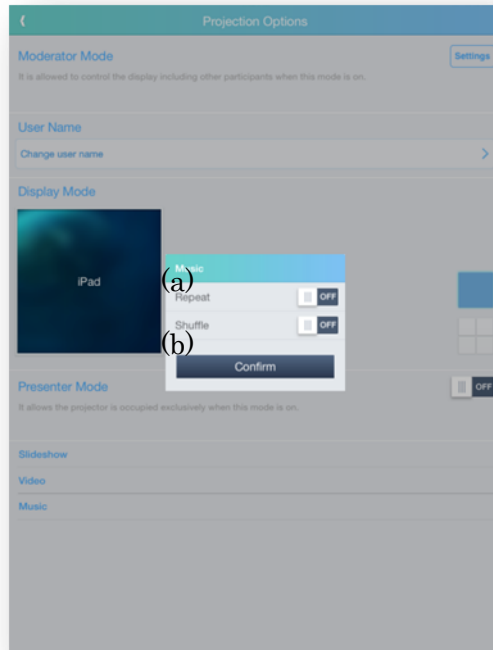 Projection Options
Moderator Mode
Settings
It is allowed to control the display including other participants when this mode is on.
User Name
Change user name
Display Mode
iPad
Music
(a)
Repeat
OFF
Shuffle
OFF
(b)
Confirm
Presenter Mode
OFF
It allows the projector is occupied exclusively when this mode is on.
Slideshow
Video
Music